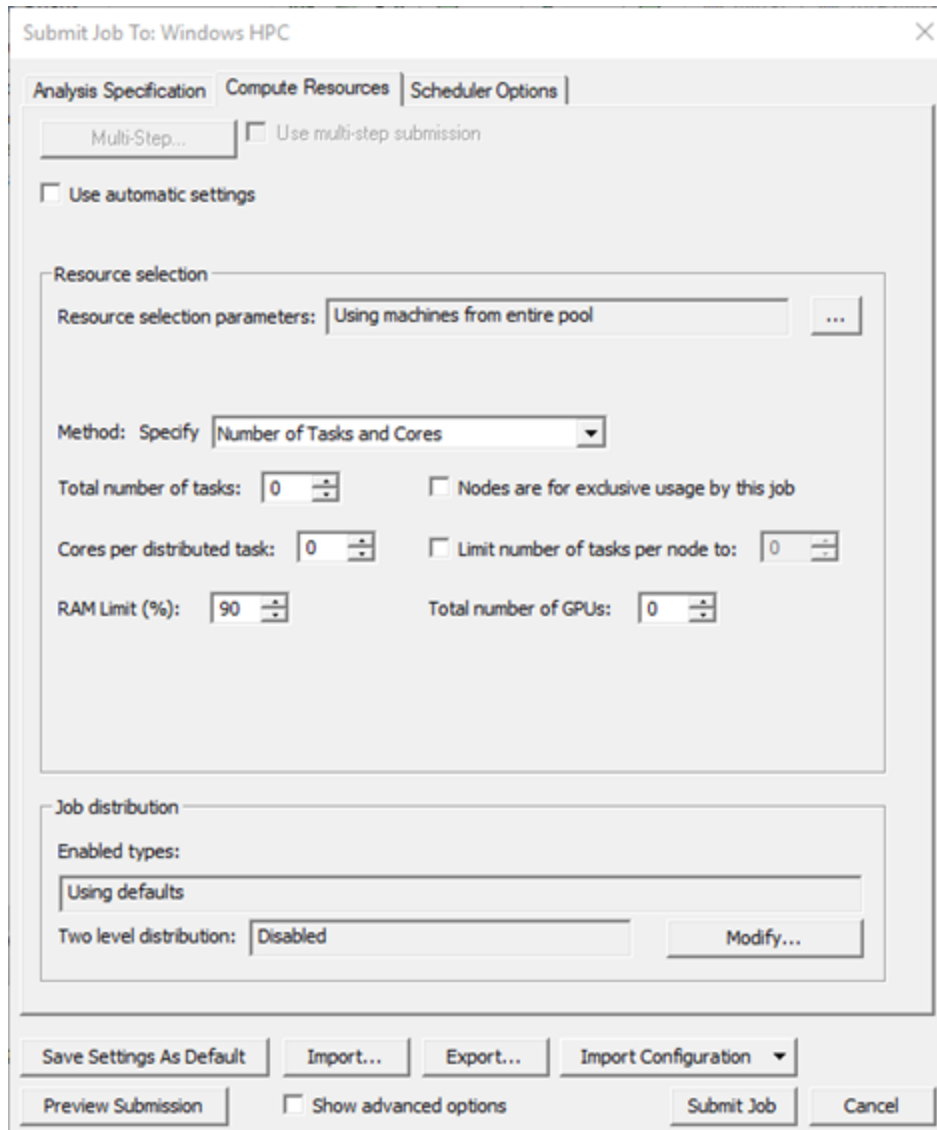 Submit Job To: Windows HPC
Analysis Specification Compute Resources Scheduler Options
Multi-Step... Use multi-step submission
Use automatic settings
Resource selection
Resource selection parameters: Using machines from entire pool ...
Method: Specify Number of Tasks and Cores
Total number of tasks: 0 Nodes are for exclusive usage by this job
Cores per distributed task: 0 Limit number of tasks per node to: 0
RAM Limit (%): 90 Total number of GPUs: 0
Job distribution
Enabled types:
Using defaults
Two level distribution: Disabled Modify...
Save Settings As Default Import... Export... Import Configuration
Preview Submission Show advanced options Submit Job Cancel